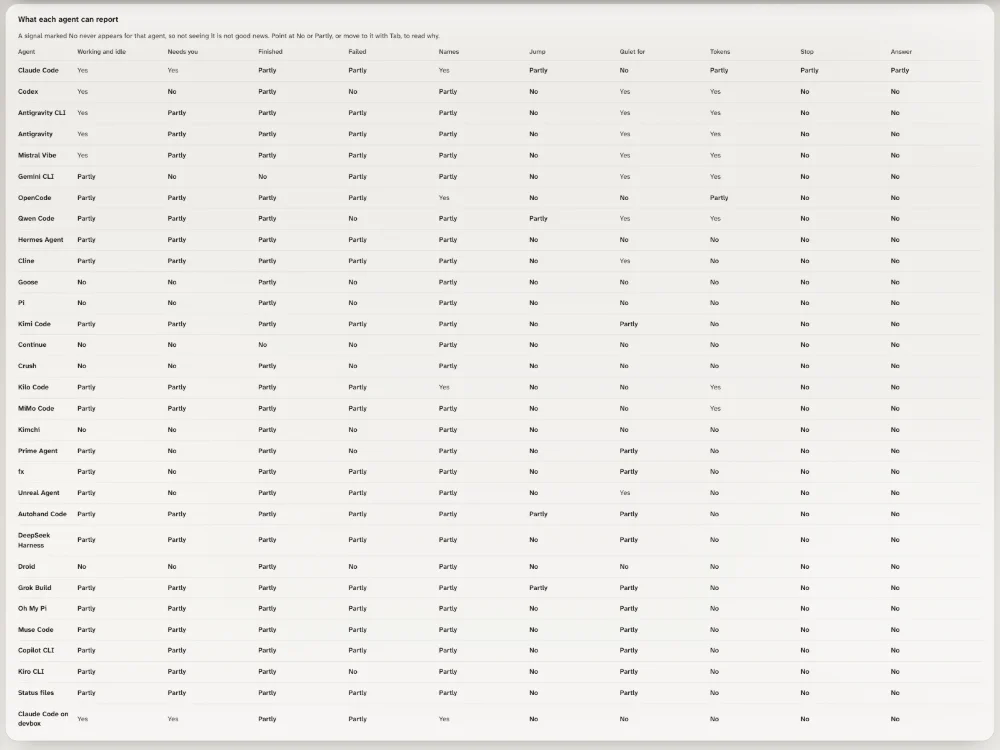 What each agent can report
A signal marked No never appears for that agent, so not seeing it is not good news. Point at No or Partly, or move to it with Tab, to read why.
Agent Working and idle Needs you Finished Failed Names Jump Quiet for Tokens Stop Answer
Claude Code Yes Yes Partly Partly Yes Partly No Partly Partly Partly
Codex Yes No Partly No Partly No Yes Yes No No
Antigravity CLI Yes Partly Partly Partly Partly No Yes Yes No No
Antigravity Yes Partly Partly Partly Partly No Yes Yes No No
Mistral Vibe Yes Partly Partly Partly Partly No Yes Yes No No
Gemini CLI Partly No No Partly Partly No Yes Yes No No
OpenCode Partly Partly Partly Partly Yes No No Partly No No
Qwen Code Partly Partly Partly No Partly Partly Yes Yes No No
Hermes Agent Partly Partly Partly Partly Partly No No No No No
Cline Partly Partly Partly Partly Partly No Yes No No No
Goose No No Partly No Partly No No No No No
Pi No No Partly No Partly No No No No No
Kimi Code Partly Partly Partly Partly Partly No Partly No No No
Continue No No No No Partly No No No No No
Crush No No Partly No Partly No No No No No
Kilo Code Partly Partly Partly Partly Yes No No Yes No No
MiMo Code Partly Partly Partly Partly Partly No No Yes No No
Kimchi No No Partly No Partly No No No No No
Prime Agent Partly No Partly No Partly No Partly No No No
fx Partly No Partly Partly Partly No Partly No No No
Unreal Agent Partly No Partly Partly Partly No Yes No No No
Autohand Code Partly Partly Partly Partly Partly Partly Partly No No No
DeepSeek
Harness Partly Partly Partly Partly Partly No Partly No No No
Droid No No Partly No Partly No No No No No
Grok Build Partly Partly Partly Partly Partly Partly Partly No No No
Oh My Pi Partly Partly Partly Partly Partly No Partly No No No
Muse Code Partly Partly Partly Partly Partly No Partly No No No
Copilot CLI Partly Partly Partly Partly Partly No Partly No No No
Kiro CLI Partly Partly Partly No Partly No Partly No No No
Status files Partly Partly Partly Partly Partly No Partly No No No
Claude Code on
devbox Yes Yes Partly Partly Yes No No No No No